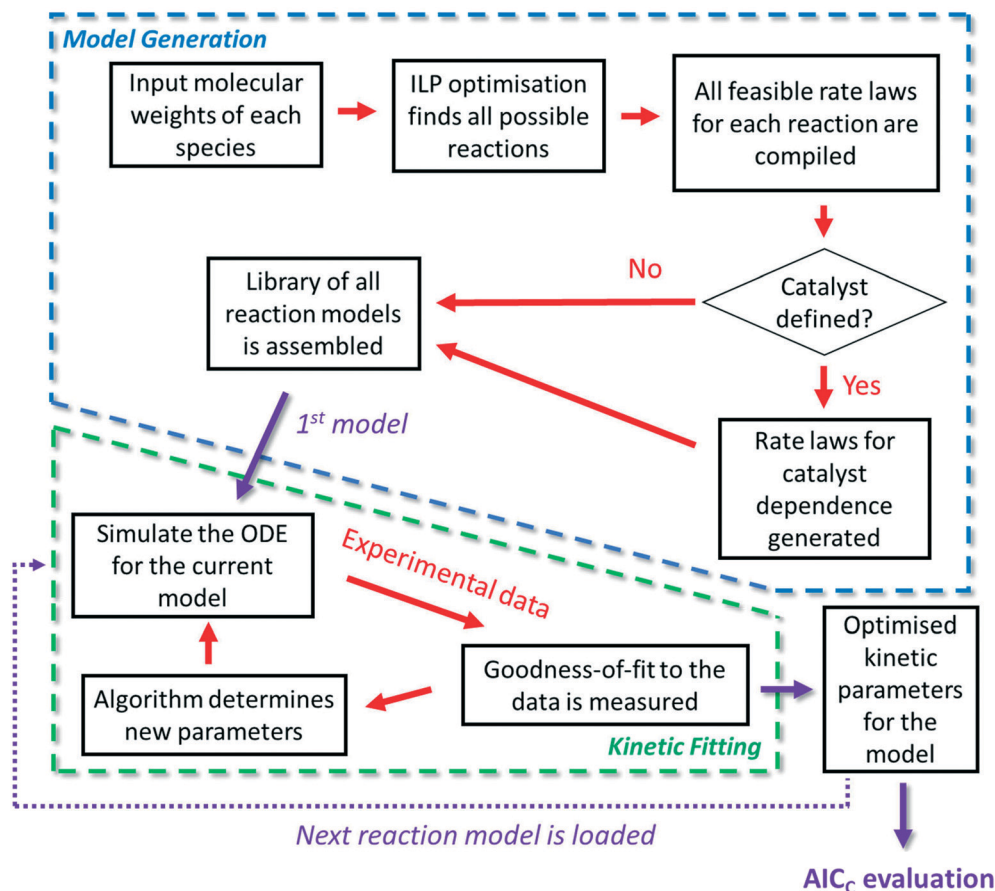 Model Generation
Input molecular
weights of each
species
ILP optimisation
finds all possible
reactions
All feasible rate laws
for each reaction are
compiled
No
Catalyst
defined?
Library of all
reaction models
is assembled
Yes
1st model
Rate laws for
catalyst
dependence
generated
Simulate the ODE
for the current
model
Experimental data
Goodness-of-fit to the
data is measured
Algorithm determines
new parameters
Kinetic Fitting
Optimised
kinetic
parameters
for the
model
Next reaction model is loaded
AICC evaluation